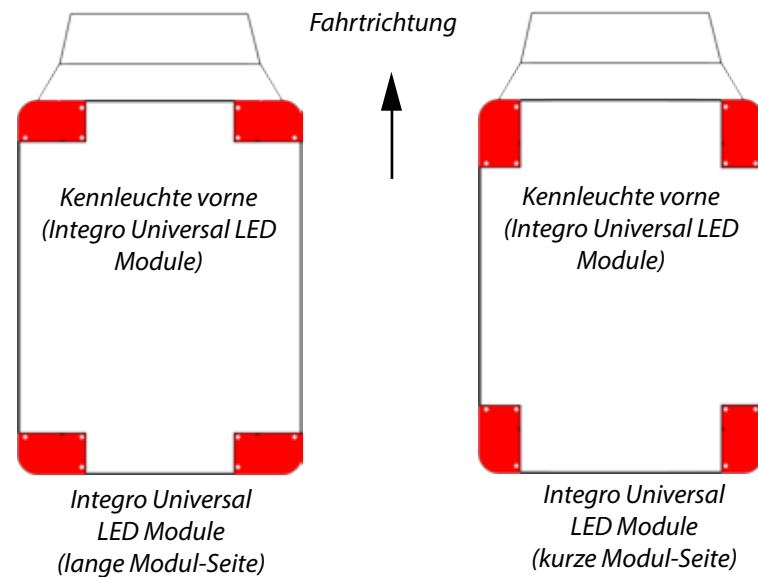 Fahrtrichtung
Kennleuchte vorne
(Integro Universal LED
Module)
Kennleuchte vorne
(Integro Universal LED
Module)
Integro Universal
LED Module
(lange Modul-Seite)
Integro Universal
LED Module
(kurze Modul-Seite)